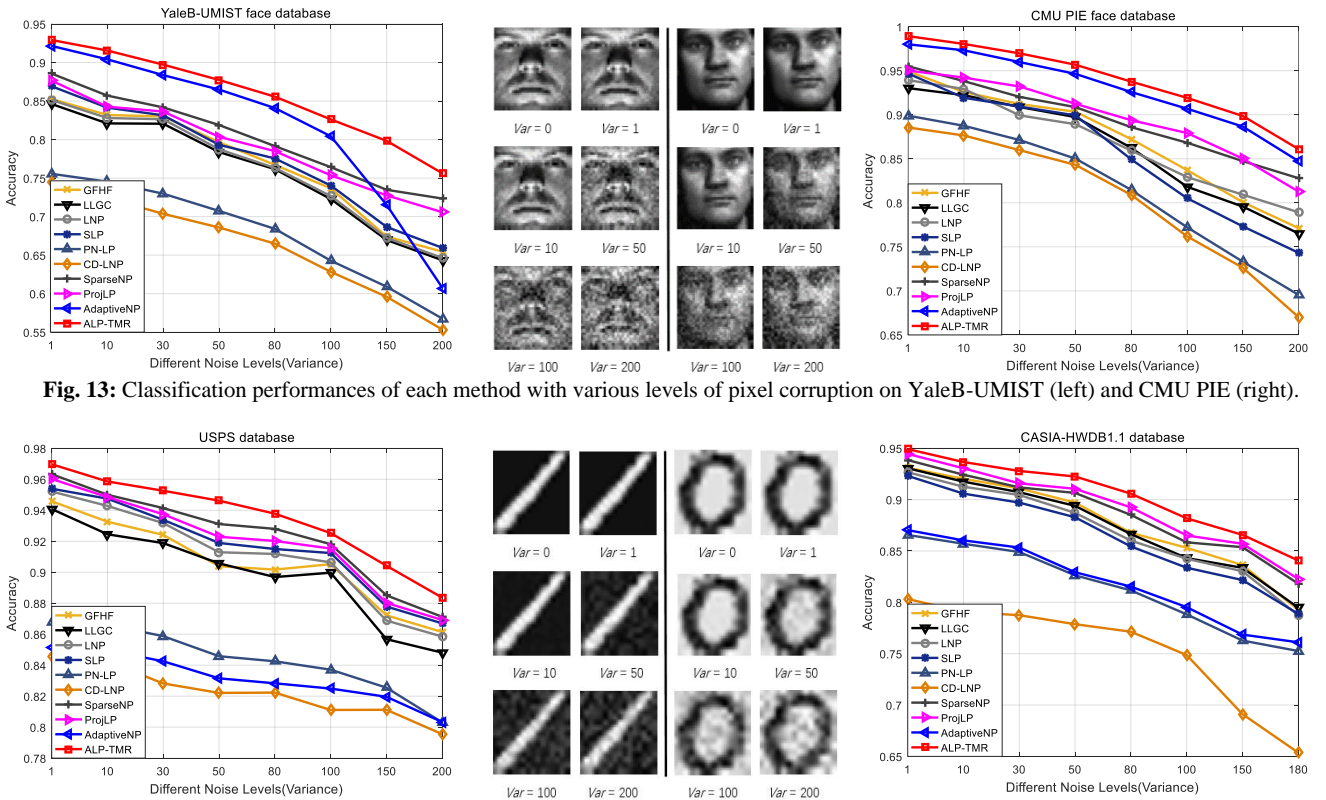 YaleB-UMIST face database
Accuracy
0.95
0.9
0.85
0.8
0.75
0.7
0.65
0.6
0.55
GFHF
LLGC
LNP
SLP
PN-LP
CD-LNP
SparseNP
ProjLP
AdaptiveNP
ALP-TMR
1 10 30 50 80 100 150 200
Different Noise Levels(Variance)
Var = 0 Var = 1 Var = 0 Var = 1
Var = 10 Var = 50 Var = 10 Var = 50
Var = 100 Var = 200 Var = 100 Var = 200
CMU PIE face database
Accuracy
1
0.95
0.9
0.85
0.8
0.75
0.7
0.65
GFHF
LLGC
LNP
SLP
PN-LP
CD-LNP
SparseNP
ProjLP
AdaptiveNP
ALP-TMR
1 10 30 50 80 100 150 200
Different Noise Levels(Variance)
Fig. 13: Classification performances of each method with various levels of pixel corruption on YaleB-UMIST (left) and CMU PIE (right).
USPS database
Accuracy
0.98
0.96
0.94
0.92
0.9
0.88
0.86
0.84
0.82
0.8
0.78
GFHF
LLGC
LNP
SLP
PN-LP
CD-LNP
SparseNP
ProjLP
AdaptiveNP
ALP-TMR
1 10 30 50 80 100 150 200
Different Noise Levels(Variance)
Var = 0 Var = 1 Var = 0 Var = 1
Var = 10 Var = 50 Var = 10 Var = 50
Var = 100 Var = 200 Var = 100 Var = 200
CASIA-HWDB1.1 database
Accuracy
0.95
0.9
0.85
0.8
0.75
0.7
0.65
GFHF
LLGC
LNP
SLP
PN-LP
CD-LNP
SparseNP
ProjLP
AdaptiveNP
ALP-TMR
1 10 30 50 80 100 150 180
Different Noise Levels(Variance)